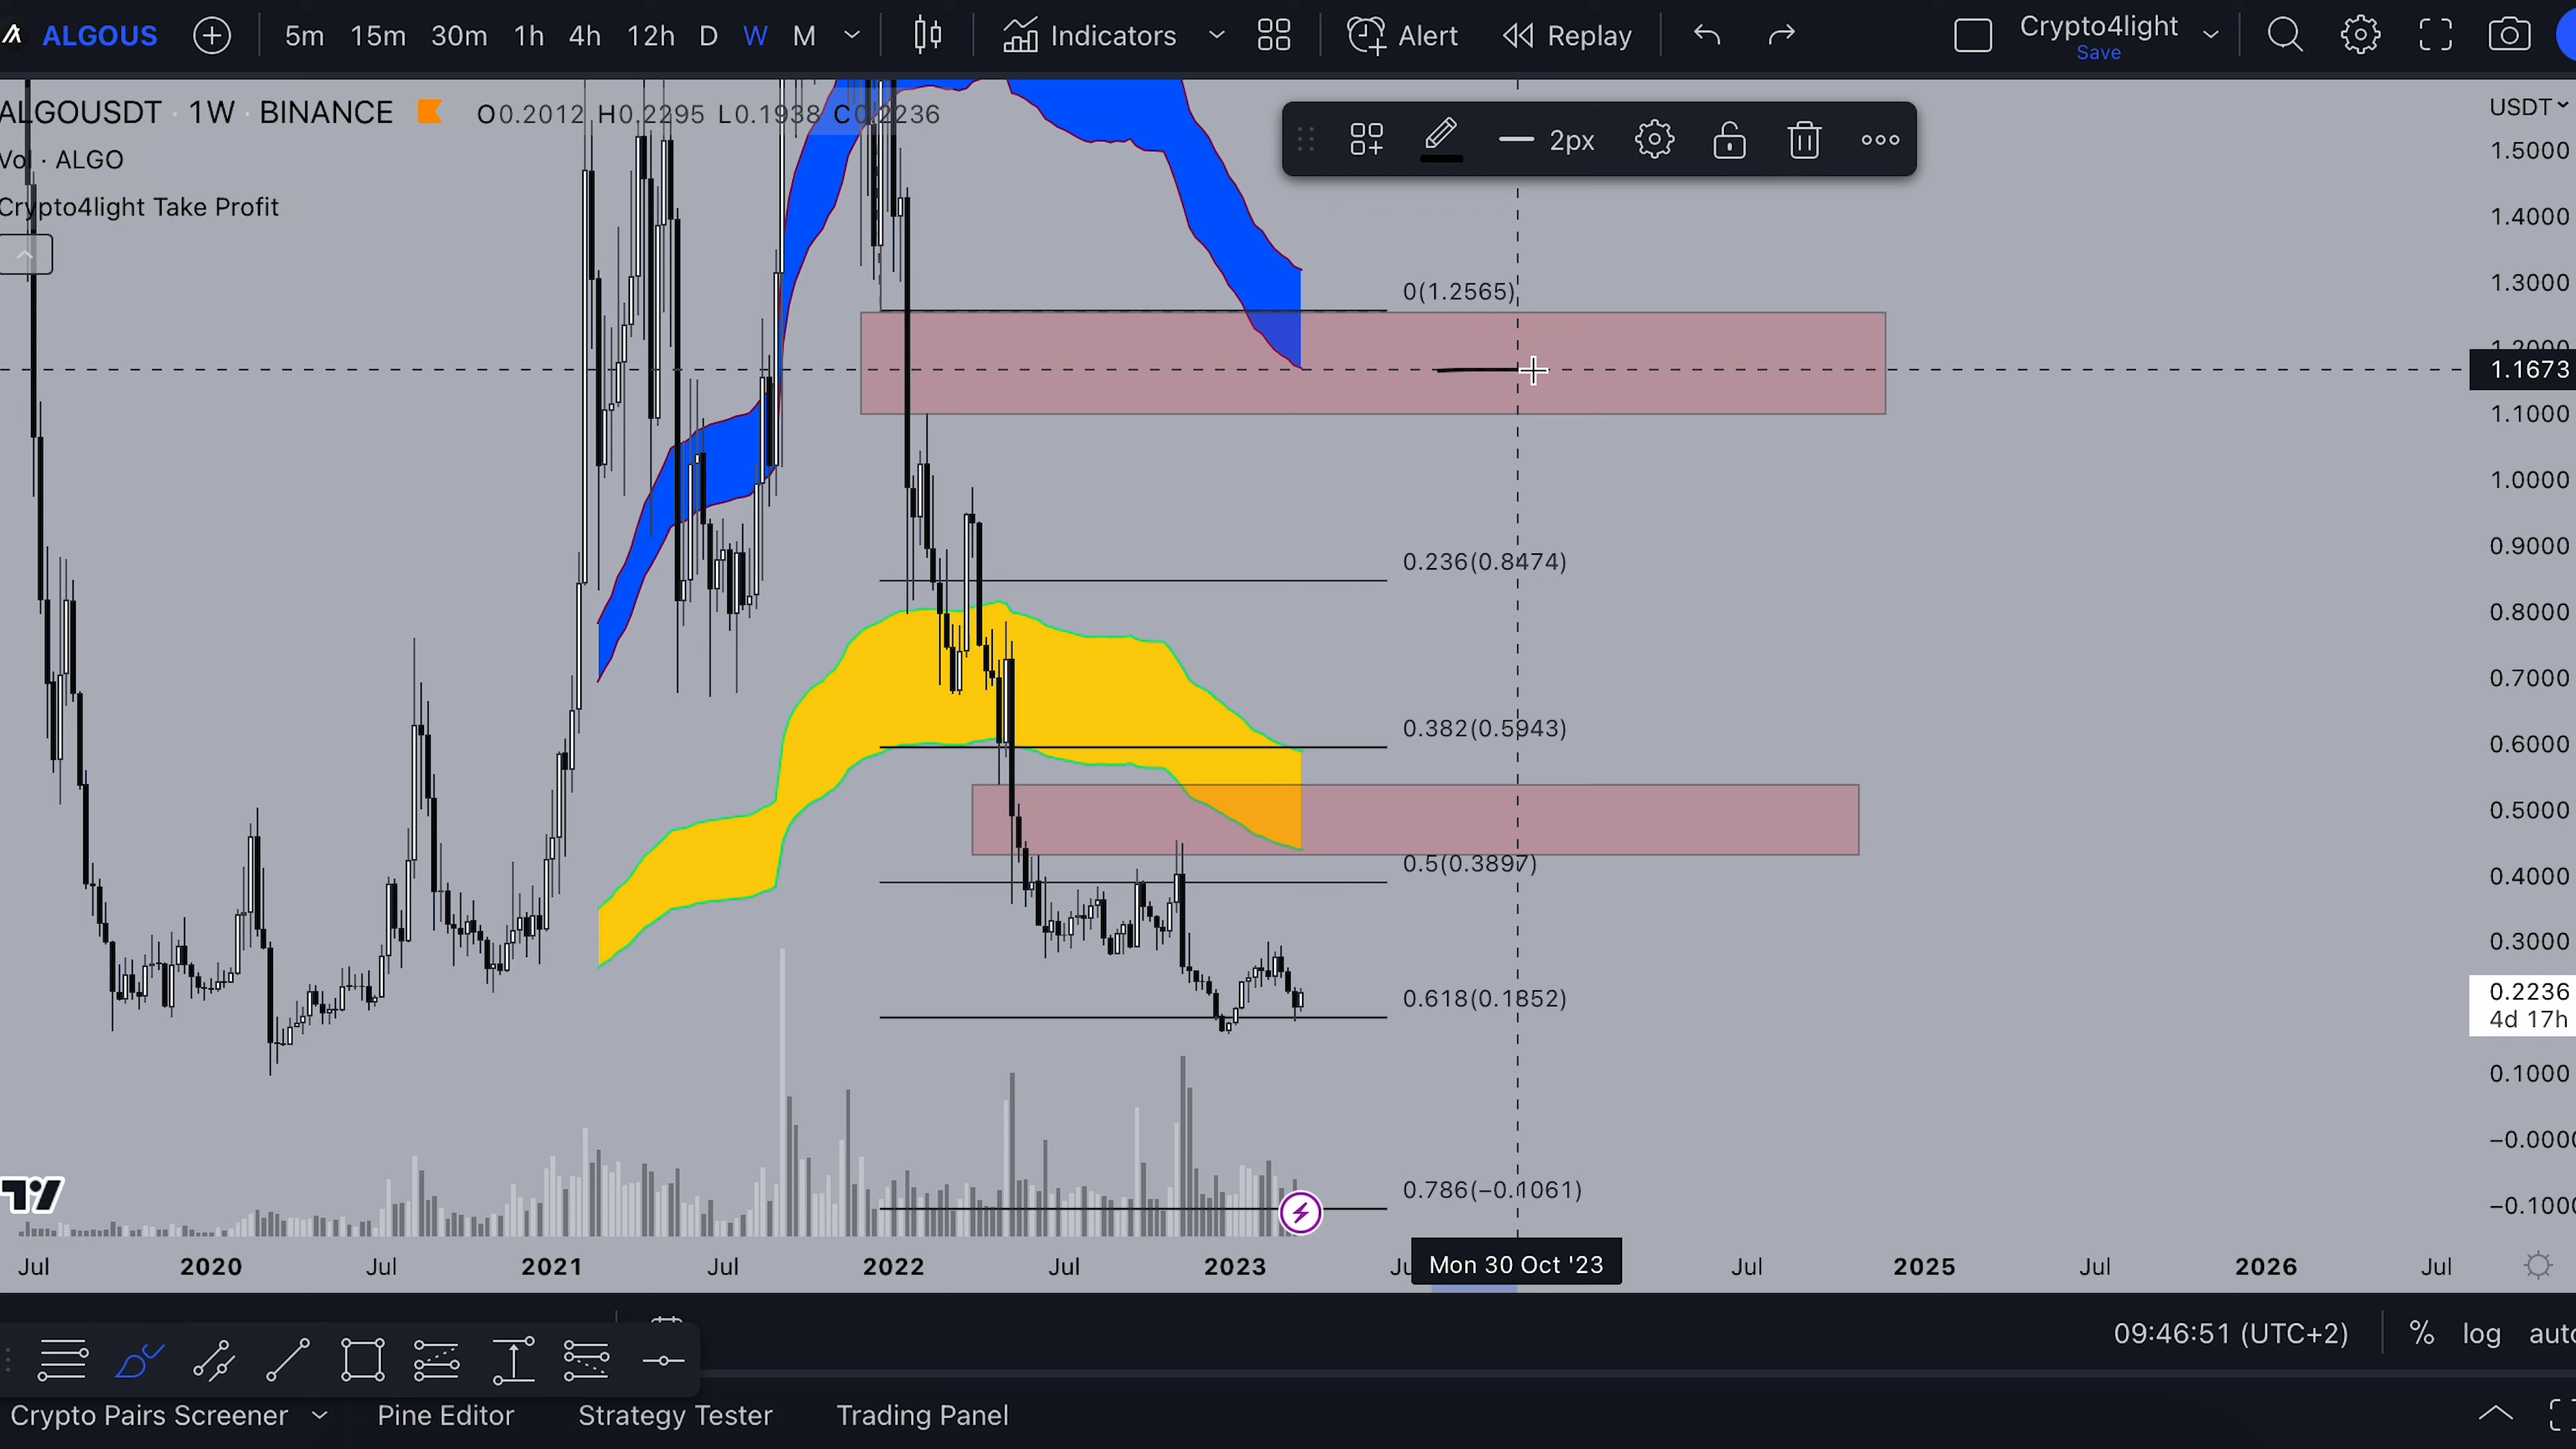 ALGOUS 5m 15m 30m 1h 4h 12h D W M Indicators Alert Replay Crypto4light
Save
ALGOUSDT · 1W · BINANCE O0.2012 H0.2295 L0.1938 C0.2236
Vol · ALGO
Crypto4light Take Profit
2px
USDT
1.5000
1.4000
1.3000
1.2000
1.1673
1.1000
1.0000
0.9000
0.8000
0.7000
0.6000
0.5000
0.4000
0.3000
0.2236
4d 17h
0.1000
−0.000
−0.1000
0(1.2565)
0.236(0.8474)
0.382(0.5943)
0.5(0.3897)
0.618(0.1852)
0.786(−0.1061)
Jul 2020 Jul 2021 Jul 2022 Jul 2023 Mon 30 Oct '23 Jul 2025 Jul 2026 Jul
09:46:51 (UTC+2) % log auto
Crypto Pairs Screener Pine Editor Strategy Tester Trading Panel